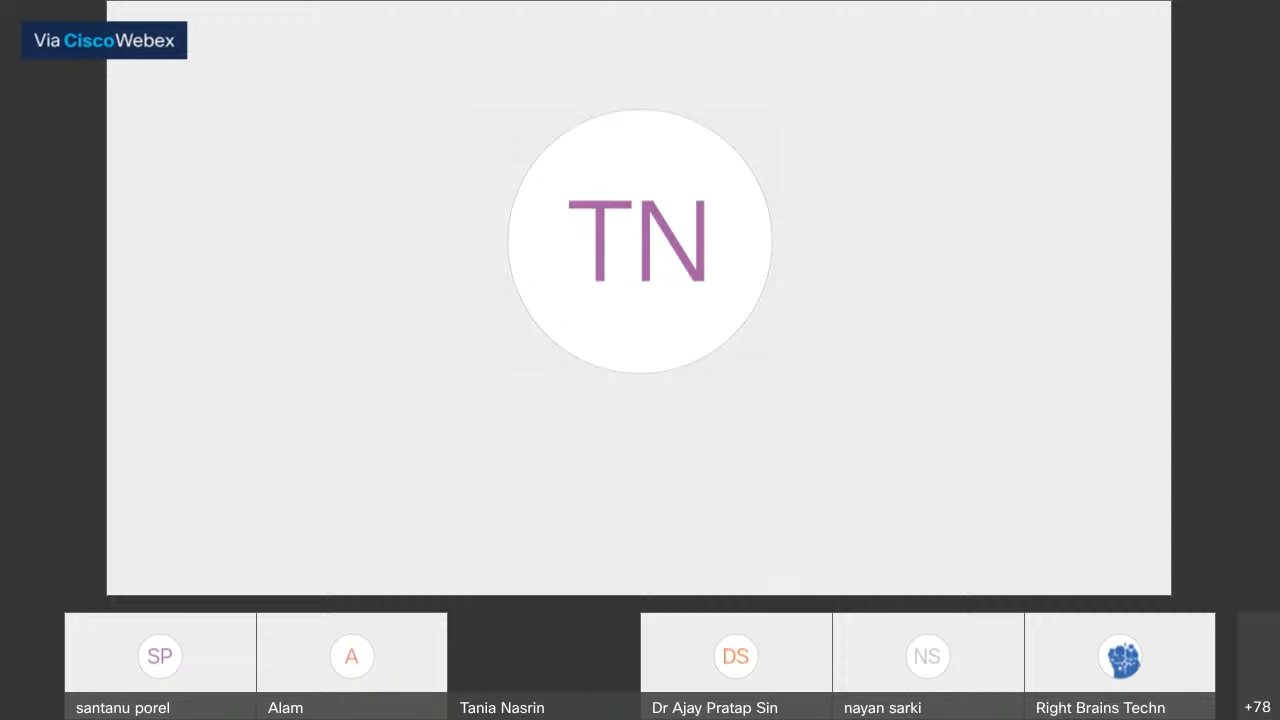 Via CiscoWebex
TN
SP
A
DS
NS
santanu porel
Alam
Tania Nasrin
Dr Ajay Pratap Sin
nayan sarki
Right Brains Techn
+78